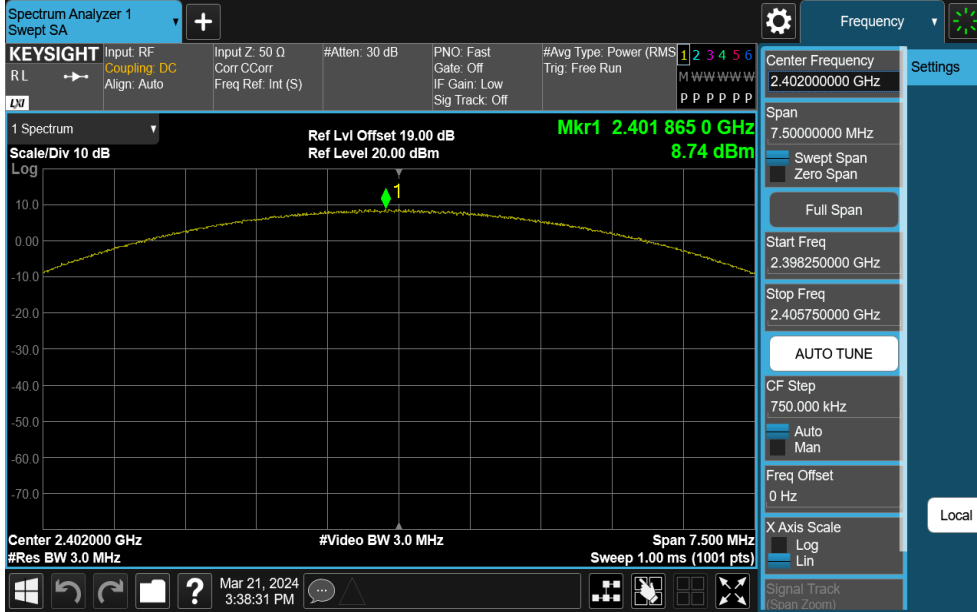 Spectrum Analyzer 1
Swept SA
+
Frequency
KEYSIGHT
R L
LXI
Input: RF
Coupling: DC
Align: Auto
Input Z: 50 Ω
Corr CCorr
Freq Ref: Int (S)
#Atten: 30 dB
PNO: Fast
Gate: Off
IF Gain: Low
Sig Track: Off
#Avg Type: Power (RMS
Trig: Free Run
1 2 3 4 5 6
M W W W W W
P P P P P P
1 Spectrum
Scale/Div 10 dB
Log
Ref Lvl Offset 19.00 dB
Ref Level 20.00 dBm
Mkr1 2.401 865 0 GHz
8.74 dBm
1
10.0
0.00
-10.0
-20.0
-30.0
-40.0
-50.0
-60.0
-70.0
Center 2.402000 GHz
#Res BW 3.0 MHz
#Video BW 3.0 MHz
Span 7.500 MHz
Sweep 1.00 ms (1001 pts)
?
Mar 21, 2024
3:38:31 PM
Center Frequency
2.402000000 GHz
Span
7.50000000 MHz
Swept Span
Zero Span
Full Span
Start Freq
2.398250000 GHz
Stop Freq
2.405750000 GHz
AUTO TUNE
CF Step
750.000 kHz
Auto
Man
Freq Offset
0 Hz
X Axis Scale
Log
Lin
Signal Track
(Span Zoom)
Settings
Local